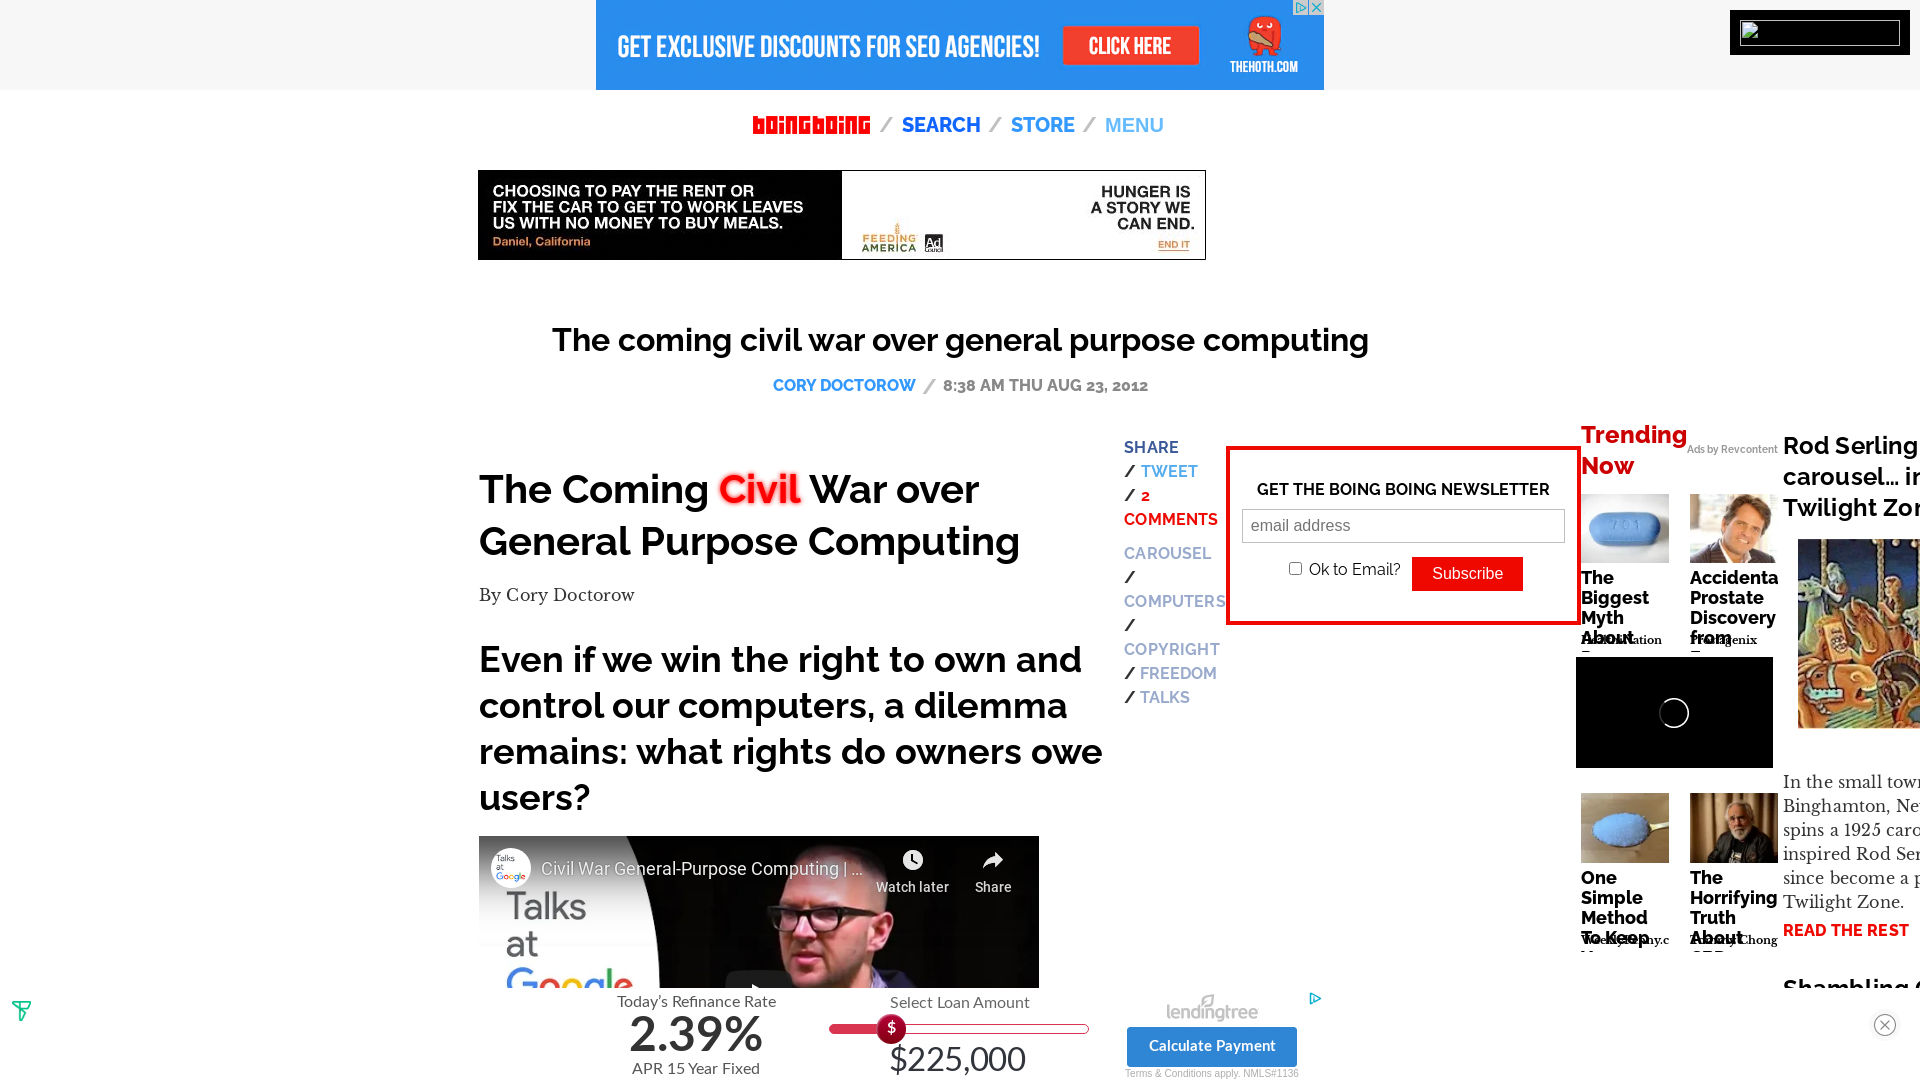 GET EXCLUSIVE DISCOUNTS FOR SEO AGENCIES!
CLICK HERE
THEHOTH.COM
boingboing / SEARCH / STORE / MENU
CHOOSING TO PAY THE RENT OR
FIX THE CAR TO GET TO WORK LEAVES
US WITH NO MONEY TO BUY MEALS.
Daniel, California
FEEDING
AMERICA
Ad
HUNGER IS
A STORY WE
CAN END.
END IT
The coming civil war over general purpose computing
CORY DOCTOROW / 8:38 AM THU AUG 23, 2012
The Coming Civil War over
General Purpose Computing
By Cory Doctorow
Even if we win the right to own and
control our computers, a dilemma
remains: what rights do owners owe
users?
Talks
at
Google
Civil War General-Purpose Computing | ...
Watch later
Share
Talks
at
Google
SHARE
/ TWEET
/ 2
COMMENTS
CAROUSEL
/
COMPUTERS
/
COPYRIGHT
/ FREEDOM
/ TALKS
GET THE BOING BOING NEWSLETTER
email address
Ok to Email?
Subscribe
Trending
Now
Ads by Revcontent
The
Biggest
Myth
About
Accidenta
Prostate
Discovery
from
Prostagenix
One
Simple
Method
To Keep
The
Horrifying
Truth
About
Tommy Chong
Rod Serling
carousel... in
Twilight Zon
In the small town
Binghamton, Ne
spins a 1925 caro
inspired Rod Ser
since become a p
Twilight Zone.
READ THE REST
Shambling
Today's Refinance Rate
2.39%
APR 15 Year Fixed
Select Loan Amount
$
$225,000
lendingtree
Calculate Payment
Terms & Conditions apply. NMLS#1136